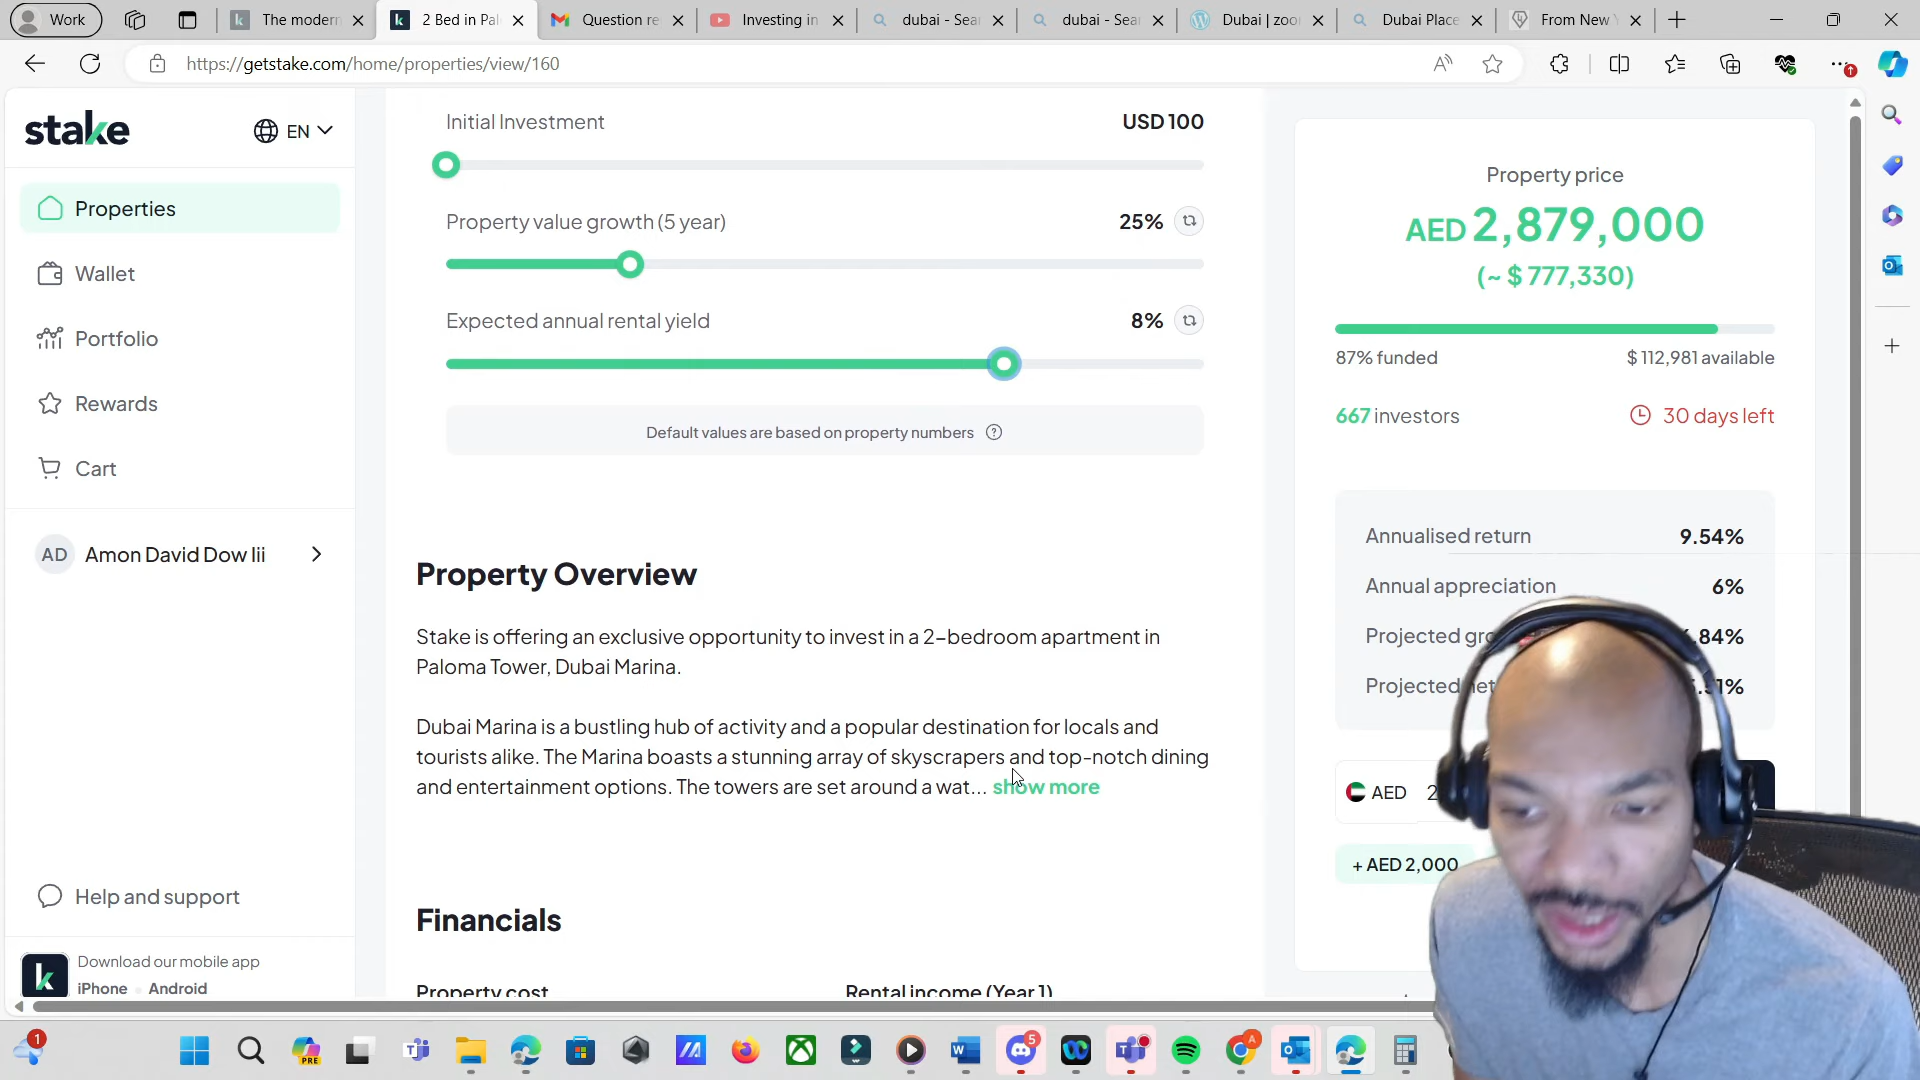 Work
The modern
2 Bed in Pal
Question re
Investing in
dubai - Sea
dubai - Sea
Dubai | zoo
Dubai Place
From New Y
https://getstake.com/home/properties/view/160
stake
EN
Properties
Wallet
Portfolio
Rewards
Cart
AD
Amon David Dow Iii
Help and support
Download our mobile app
iPhone
Android
Initial Investment
USD 100
Property value growth (5 year)
25%
Expected annual rental yield
8%
Default values are based on property numbers
Property Overview
Stake is offering an exclusive opportunity to invest in a 2-bedroom apartment in
Paloma Tower, Dubai Marina.
Dubai Marina is a bustling hub of activity and a popular destination for locals and
tourists alike. The Marina boasts a stunning array of skyscrapers and top-notch dining
and entertainment options. The towers are set around a wat... show more
Financials
Property cost
Rental income (Year 1)
Property price
AED 2,879,000
(~ $ 777,330)
87% funded
$ 112,981 available
667 investors
30 days left
Annualised return
9.54%
Annual appreciation
6%
Projected gro
.84%
Projected net
AED
2
+ AED 2,000
1
PRE
5
A